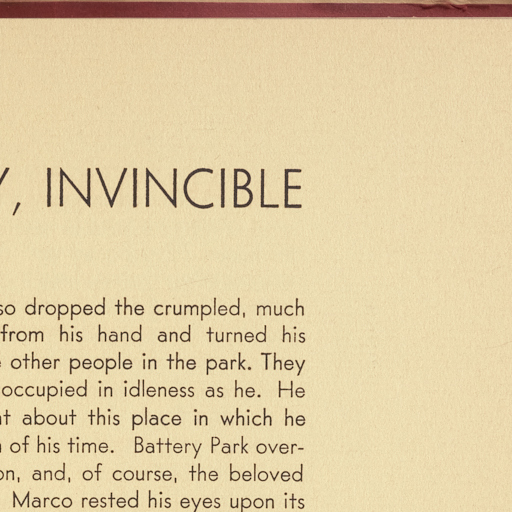 , INVINCIBLE
so dropped the crumpled, much
from his hand and turned his
other people in the park. They
occupied in idleness as he. He
about this place in which he
of his time. Battery Park over-
and, of course, the beloved
Marco rested his eyes upon its